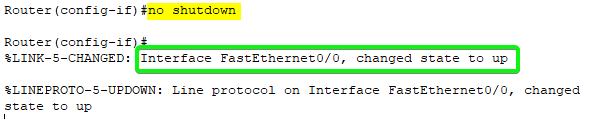 Router(config-if)#no shutdown
Router(config-if)#
%LINK-5-CHANGED: Interface FastEthernet0/0, changed state to up
%LINEPROTO-5-UPDOWN: Line protocol on Interface FastEthernet0/0, changed
state to up